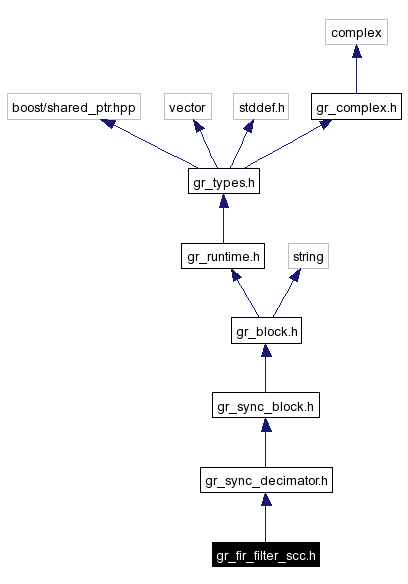 complex
boost/shared_ptr.hpp
vector
stddef.h
gr_complex.h
gr_types.h
gr_runtime.h
string
gr_block.h
gr_sync_block.h
gr_sync_decimator.h
gr_fir_filter_scc.h